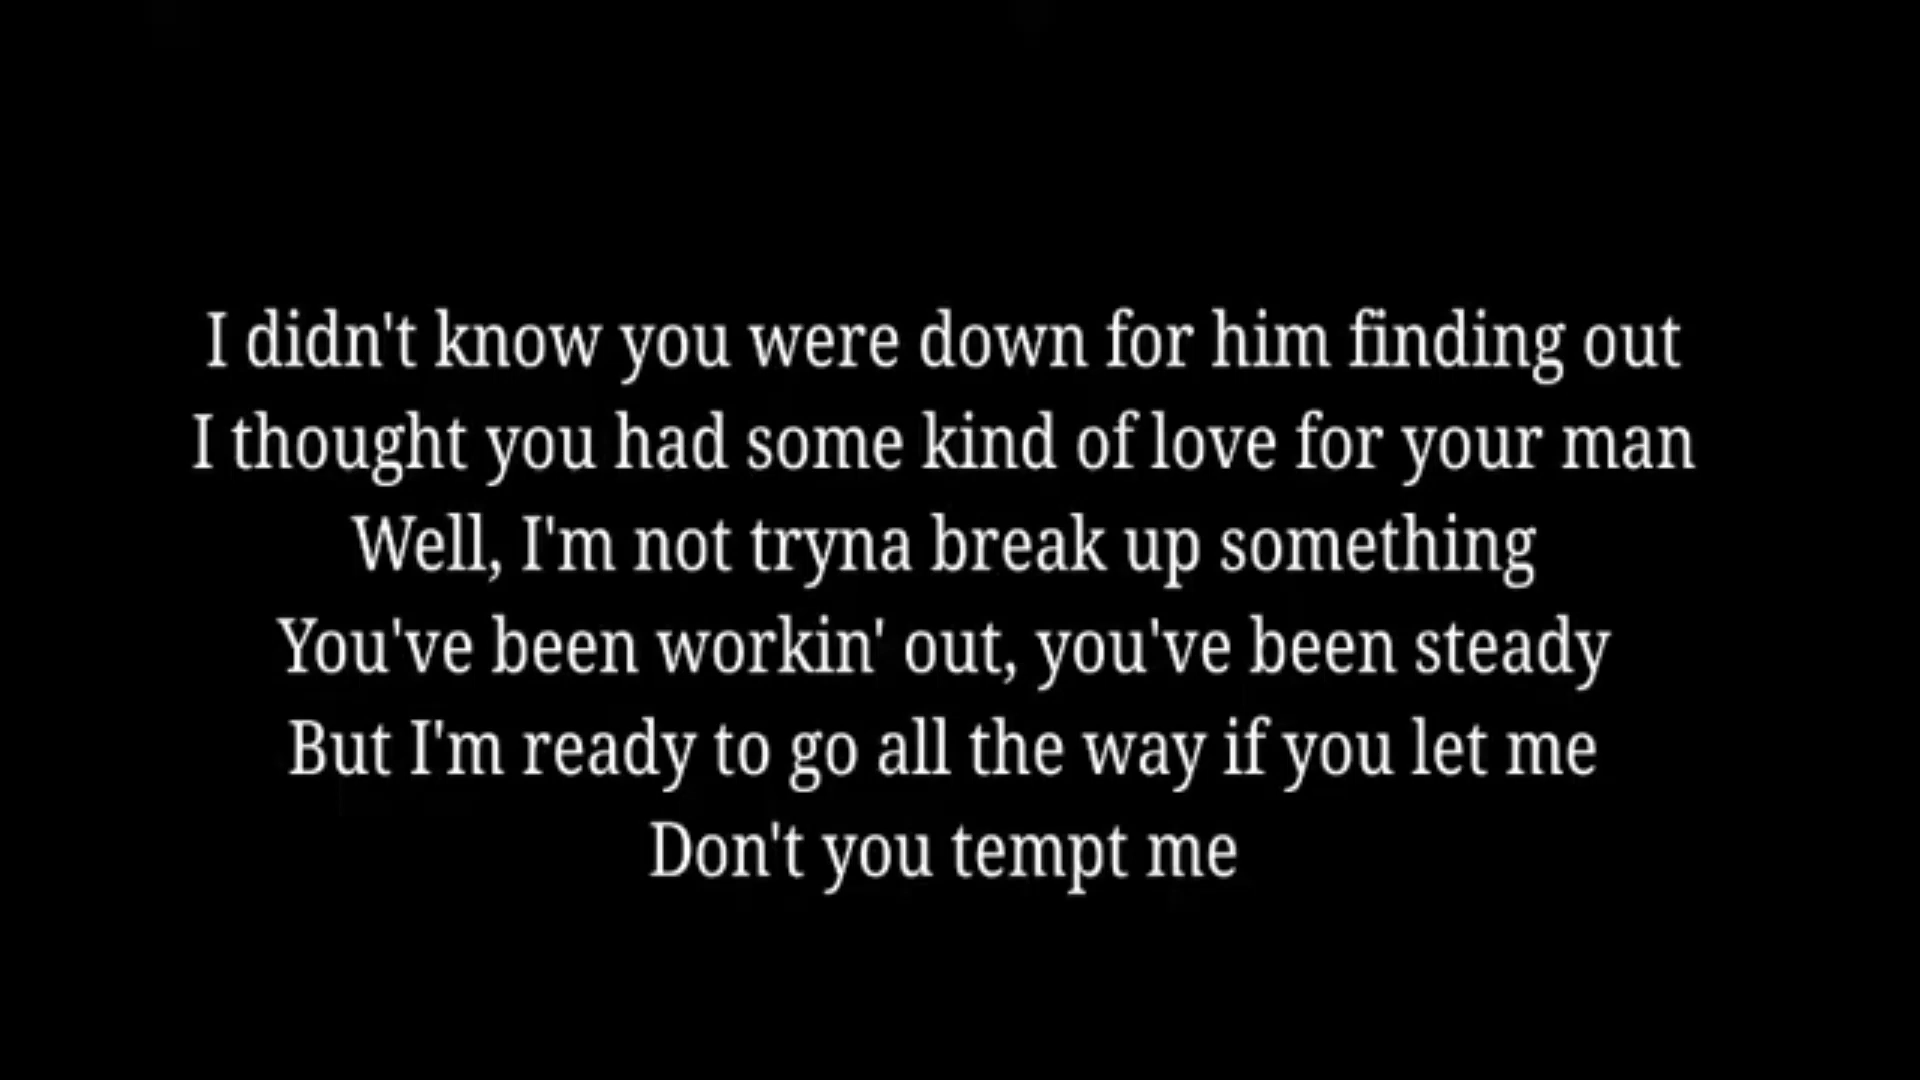 I didn't know you were down for him finding out
I thought you had some kind of love for your man
Well, I'm not tryna break up something
You've been workin' out, you've been steady
But I'm ready to go all the way if you let me
Don't you tempt me